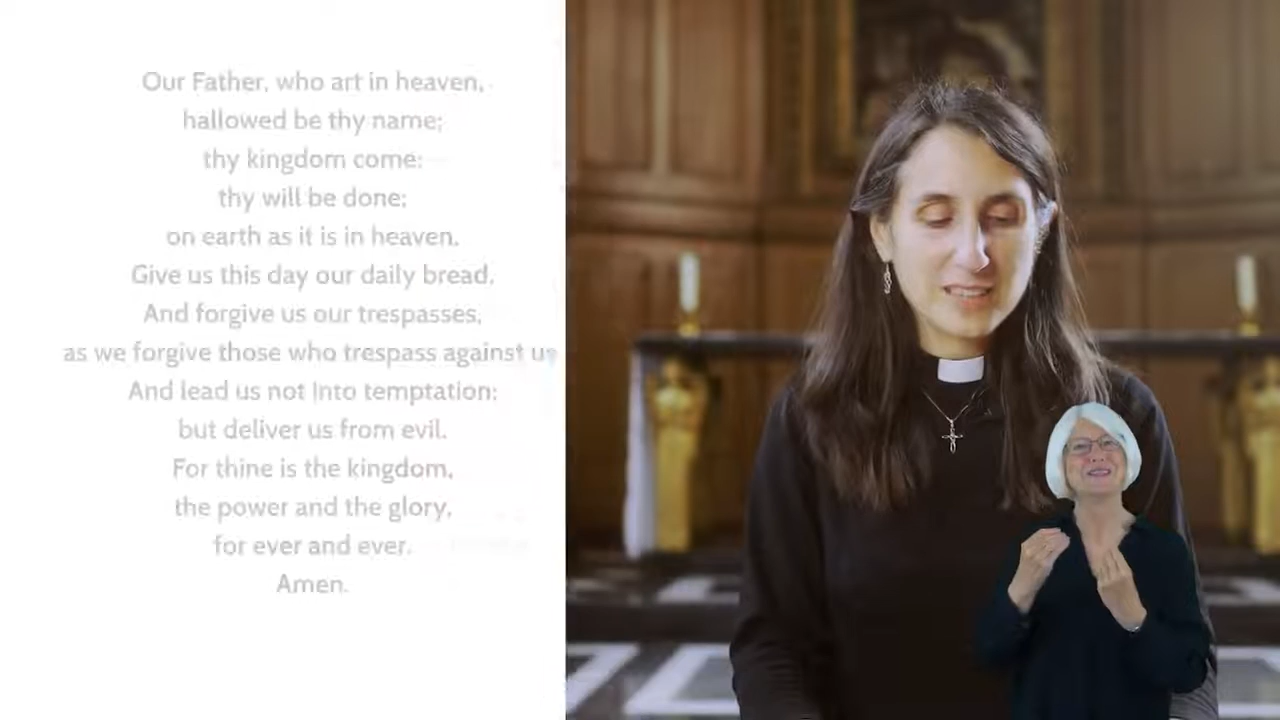 Our Father, who art in heaven,
hallowed be thy name;
thy kingdom come;
thy will be done;
on earth as it is in heaven.
Give us this day our daily bread.
And forgive us our trespasses,
as we forgive those who trespass against us
And lead us not into temptation;
but deliver us from evil.
For thine is the kingdom,
the power and the glory,
for ever and ever.
Amen.